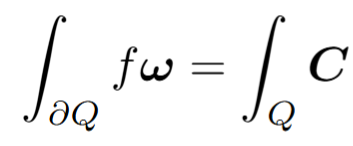 ∫_{∂Q} f𝝎 = ∫_Q 𝑪